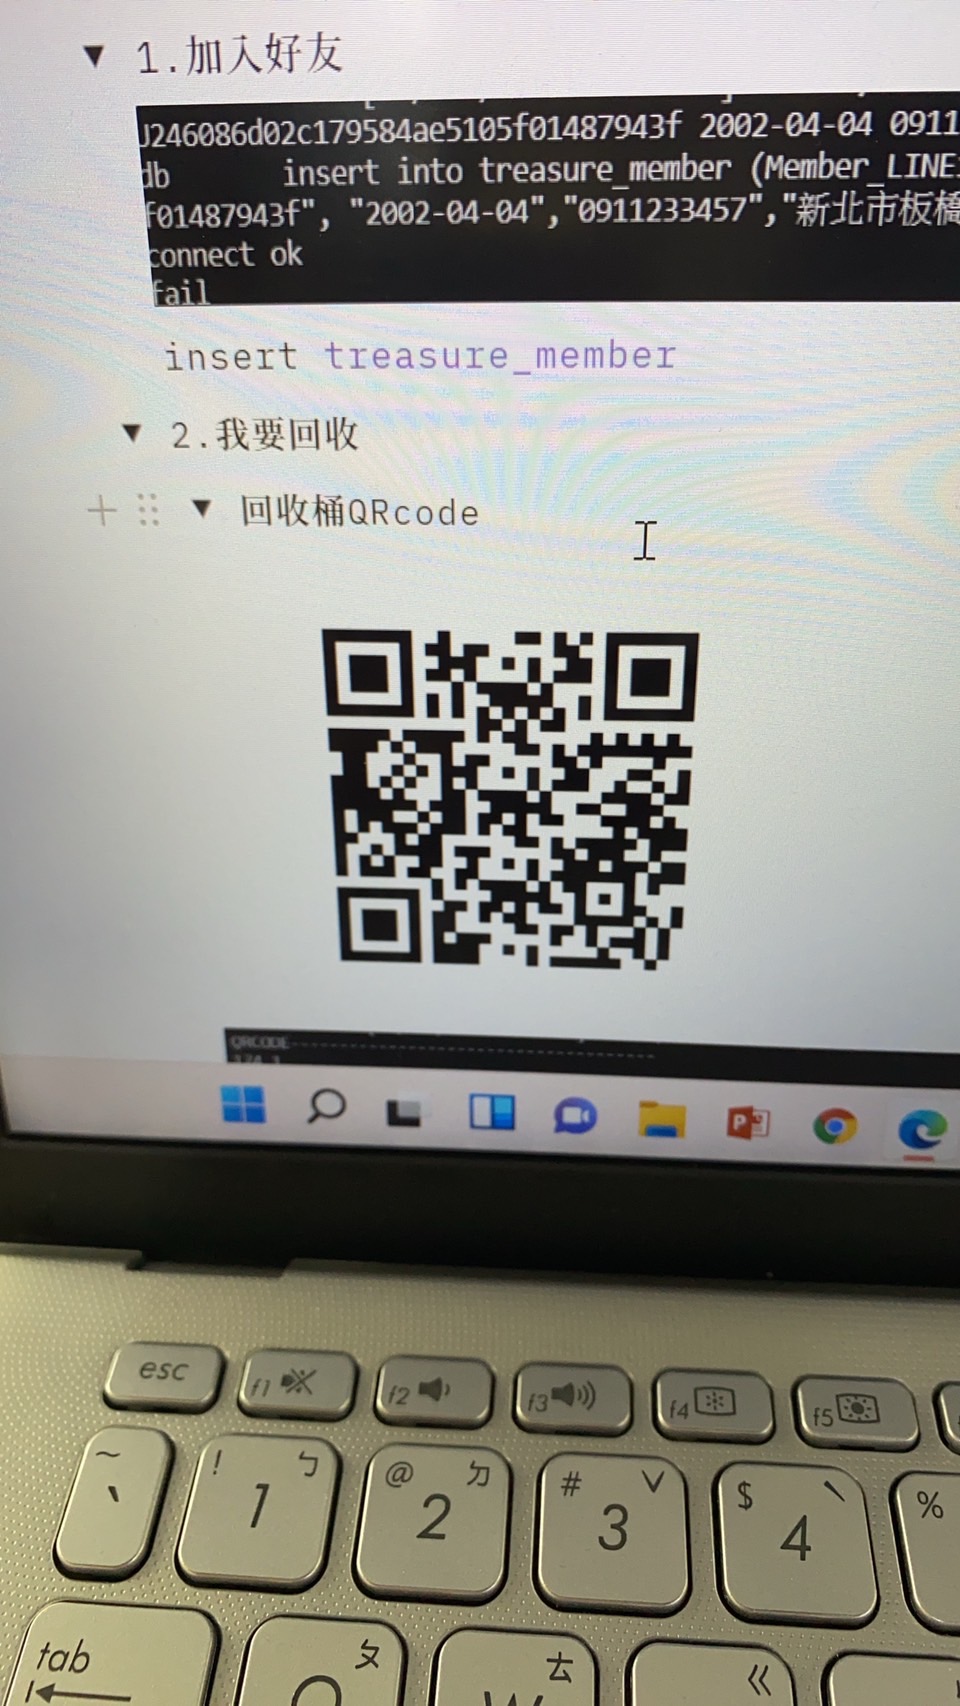 1.加入好友
J246086d02c179584ae5105f01487943f 2002-04-04 0911
db insert into treasure_member (Member_LINE
f01487943f", "2002-04-04","0911233457","新北市板橋
connect ok
fail
insert treasure_member
2.我要回收
回收桶QRcode
QRCODE
esc
f1
f2
f3
f4
f5
~ `
! ㄅ 1
@ ㄉ 2
# ˇ 3
$ ˋ 4
%
tab
ㄆ
ㄊ